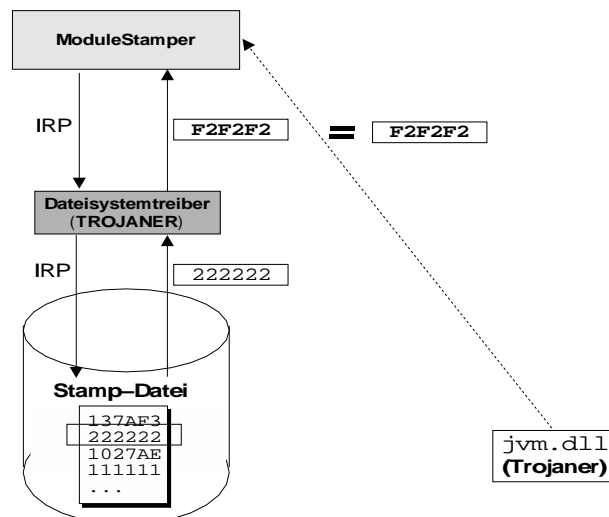 ModuleStamper
IRP
F2F2F2
=
F2F2F2
Dateisystemtreiber
(TROJANER)
IRP
222222
Stamp–Datei
137AF3
222222
1027AE
111111
...
jvm.dll
(Trojaner)